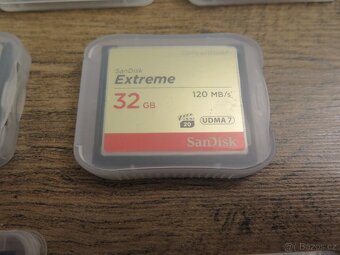 CompactFlash
SanDisk
Extreme
32 GB
120 MB/s
20
UDMA 7
SanDisk
Bazos.cz